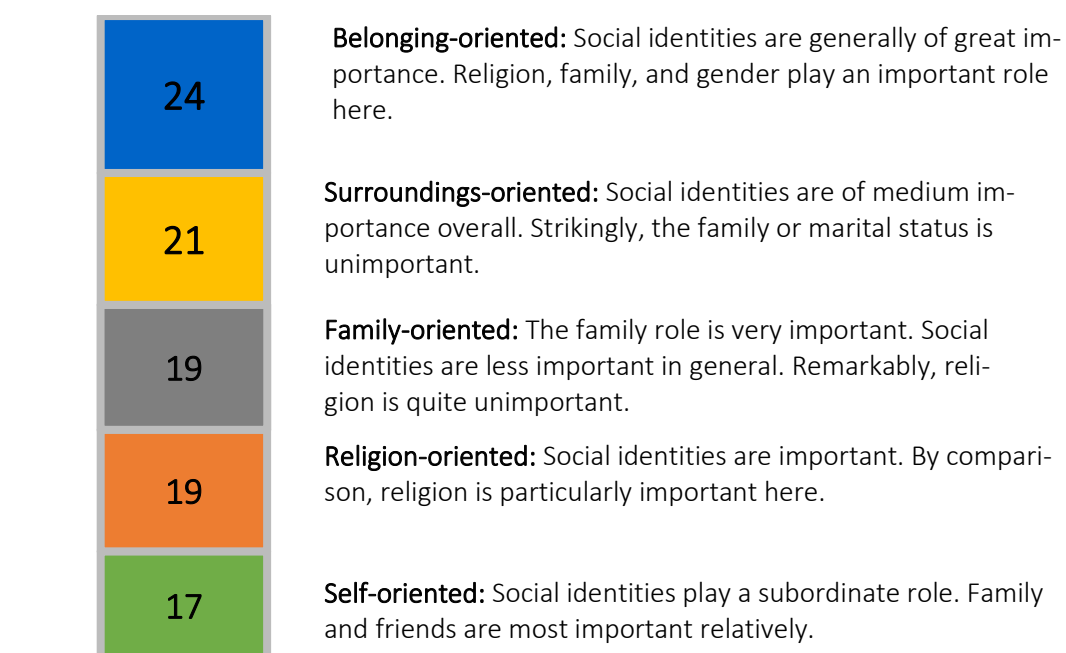 24
Belonging-oriented: Social identities are generally of great im-
portance. Religion, family, and gender play an important role
here.
21
Surroundings-oriented: Social identities are of medium im-
portance overall. Strikingly, the family or marital status is
unimportant.
19
Family-oriented: The family role is very important. Social
identities are less important in general. Remarkably, reli-
gion is quite unimportant.
19
Religion-oriented: Social identities are important. By compari-
son, religion is particularly important here.
17
Self-oriented: Social identities play a subordinate role. Family
and friends are most important relatively.